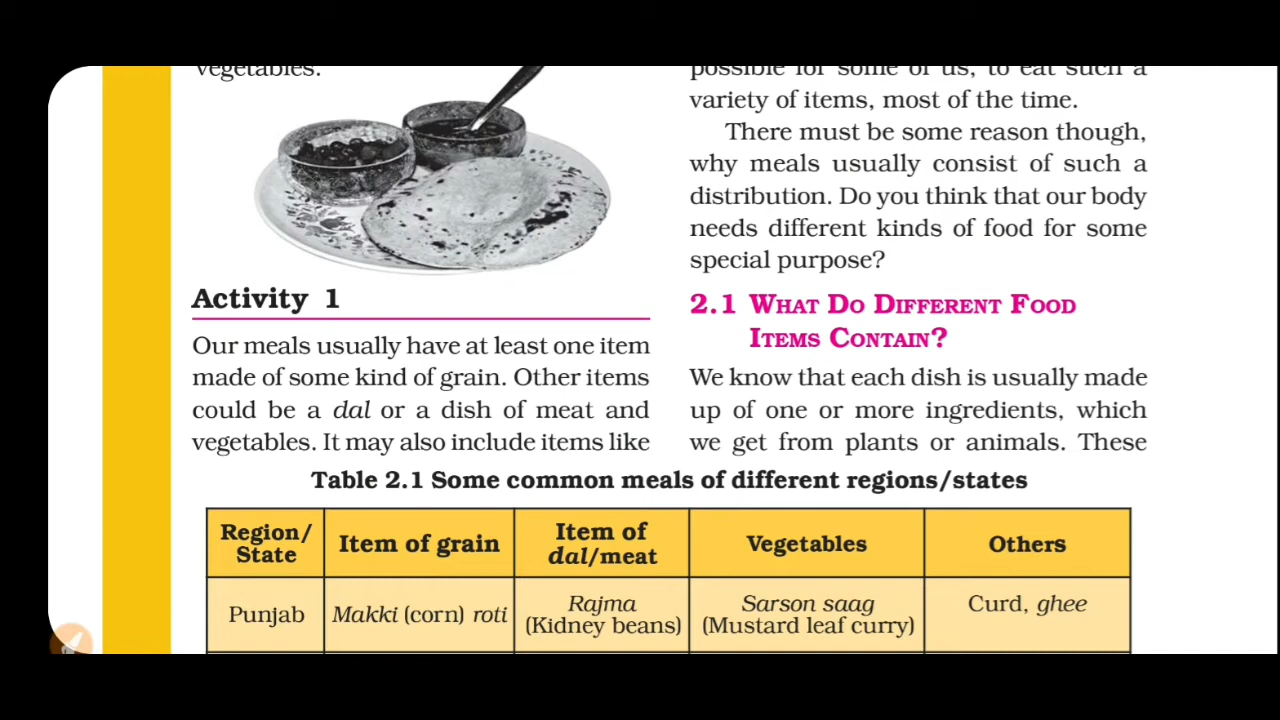 vegetables.
Activity 1
Our meals usually have at least one item
made of some kind of grain. Other items
could be a dal or a dish of meat and
vegetables. It may also include items like
possible for some of us, to eat such a
variety of items, most of the time.
There must be some reason though,
why meals usually consist of such a
distribution. Do you think that our body
needs different kinds of food for some
special purpose?
2.1 What Do Different Food
Items Contain?
We know that each dish is usually made
up of one or more ingredients, which
we get from plants or animals. These
Table 2.1 Some common meals of different regions/states
Region/
State
Item of grain
Item of
dal/meat
Vegetables
Others
Punjab
Makki (corn) roti
Rajma
(Kidney beans)
Sarson saag
(Mustard leaf curry)
Curd, ghee